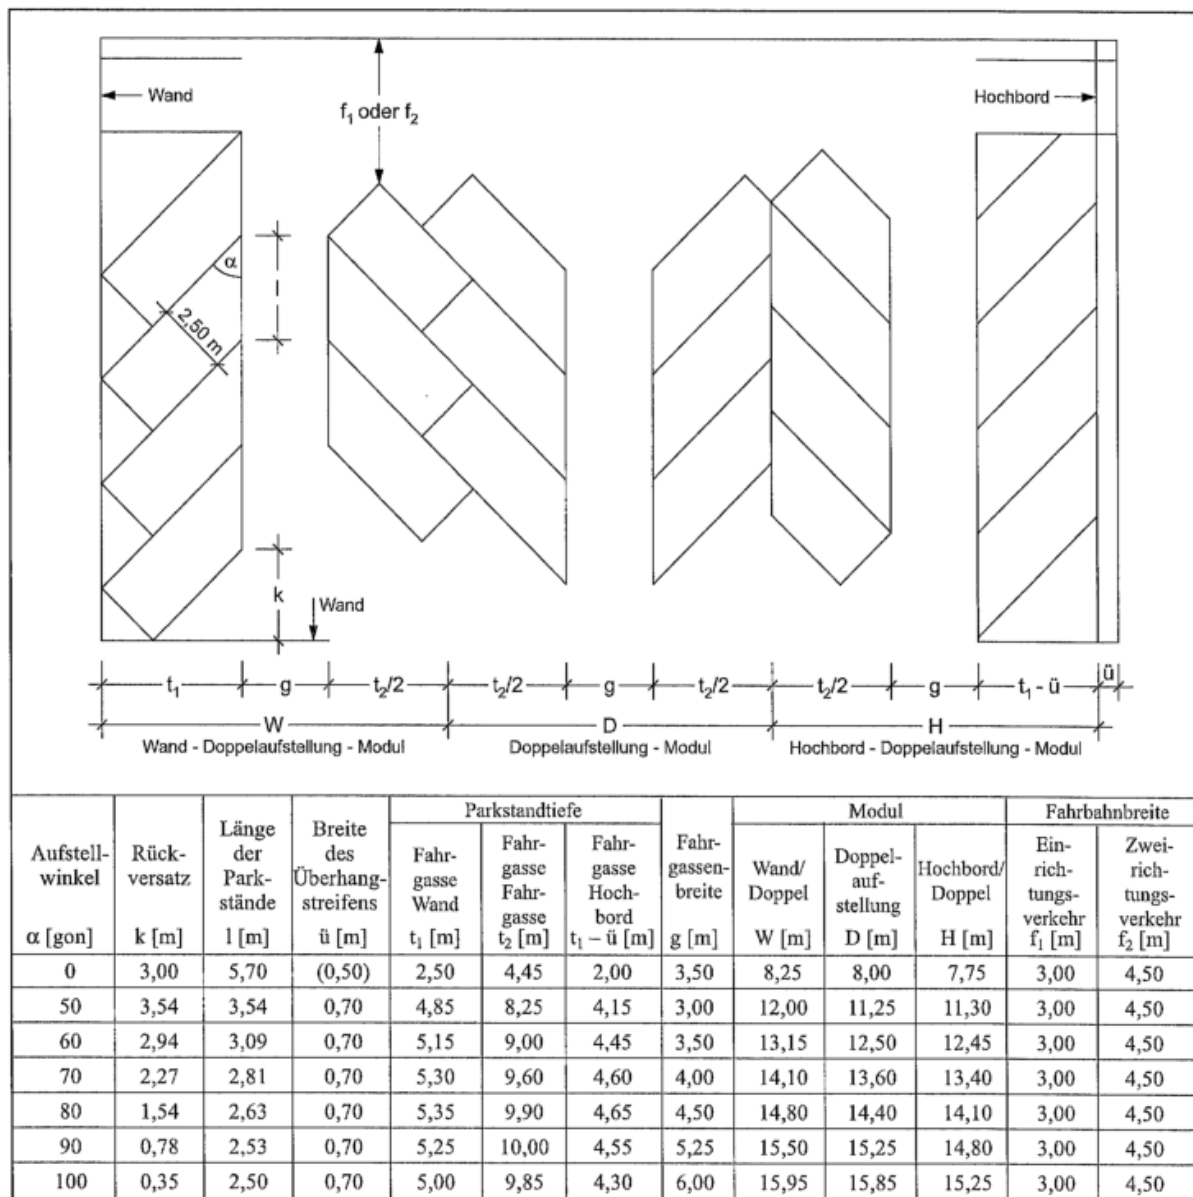 Wand
f₁ oder f₂
Hochbord
α
l
2,50 m
k
Wand
t₁ g t₂/2 t₂/2 g t₂/2 t₂/2 g t₁ - ü ü
W D H
Wand - Doppelaufstellung - Modul Doppelaufstellung - Modul Hochbord - Doppelaufstellung - Modul
Parkstandtiefe Modul Fahrbahnbreite
Aufstell-
winkel
α [gon]
Rück-
versatz
k [m]
Länge
der
Park-
stände
l [m]
Breite
des
Überhang-
streifens
ü [m]
Fahr-
gasse
Wand
t₁ [m]
Fahr-
gasse
Fahr-
gasse
t₂ [m]
Fahr-
gasse
Hoch-
bord
t₁ – ü [m]
Fahr-
gassen-
breite
g [m]
Wand/
Doppel
W [m]
Doppel-
auf-
stellung
D [m]
Hochbord/
Doppel
H [m]
Ein-
rich-
tungs-
verkehr
f₁ [m]
Zwei-
rich-
tungs-
verkehr
f₂ [m]
0 3,00 5,70 (0,50) 2,50 4,45 2,00 3,50 8,25 8,00 7,75 3,00 4,50
50 3,54 3,54 0,70 4,85 8,25 4,15 3,00 12,00 11,25 11,30 3,00 4,50
60 2,94 3,09 0,70 5,15 9,00 4,45 3,50 13,15 12,50 12,45 3,00 4,50
70 2,27 2,81 0,70 5,30 9,60 4,60 4,00 14,10 13,60 13,40 3,00 4,50
80 1,54 2,63 0,70 5,35 9,90 4,65 4,50 14,80 14,40 14,10 3,00 4,50
90 0,78 2,53 0,70 5,25 10,00 4,55 5,25 15,50 15,25 14,80 3,00 4,50
100 0,35 2,50 0,70 5,00 9,85 4,30 6,00 15,95 15,85 15,25 3,00 4,50